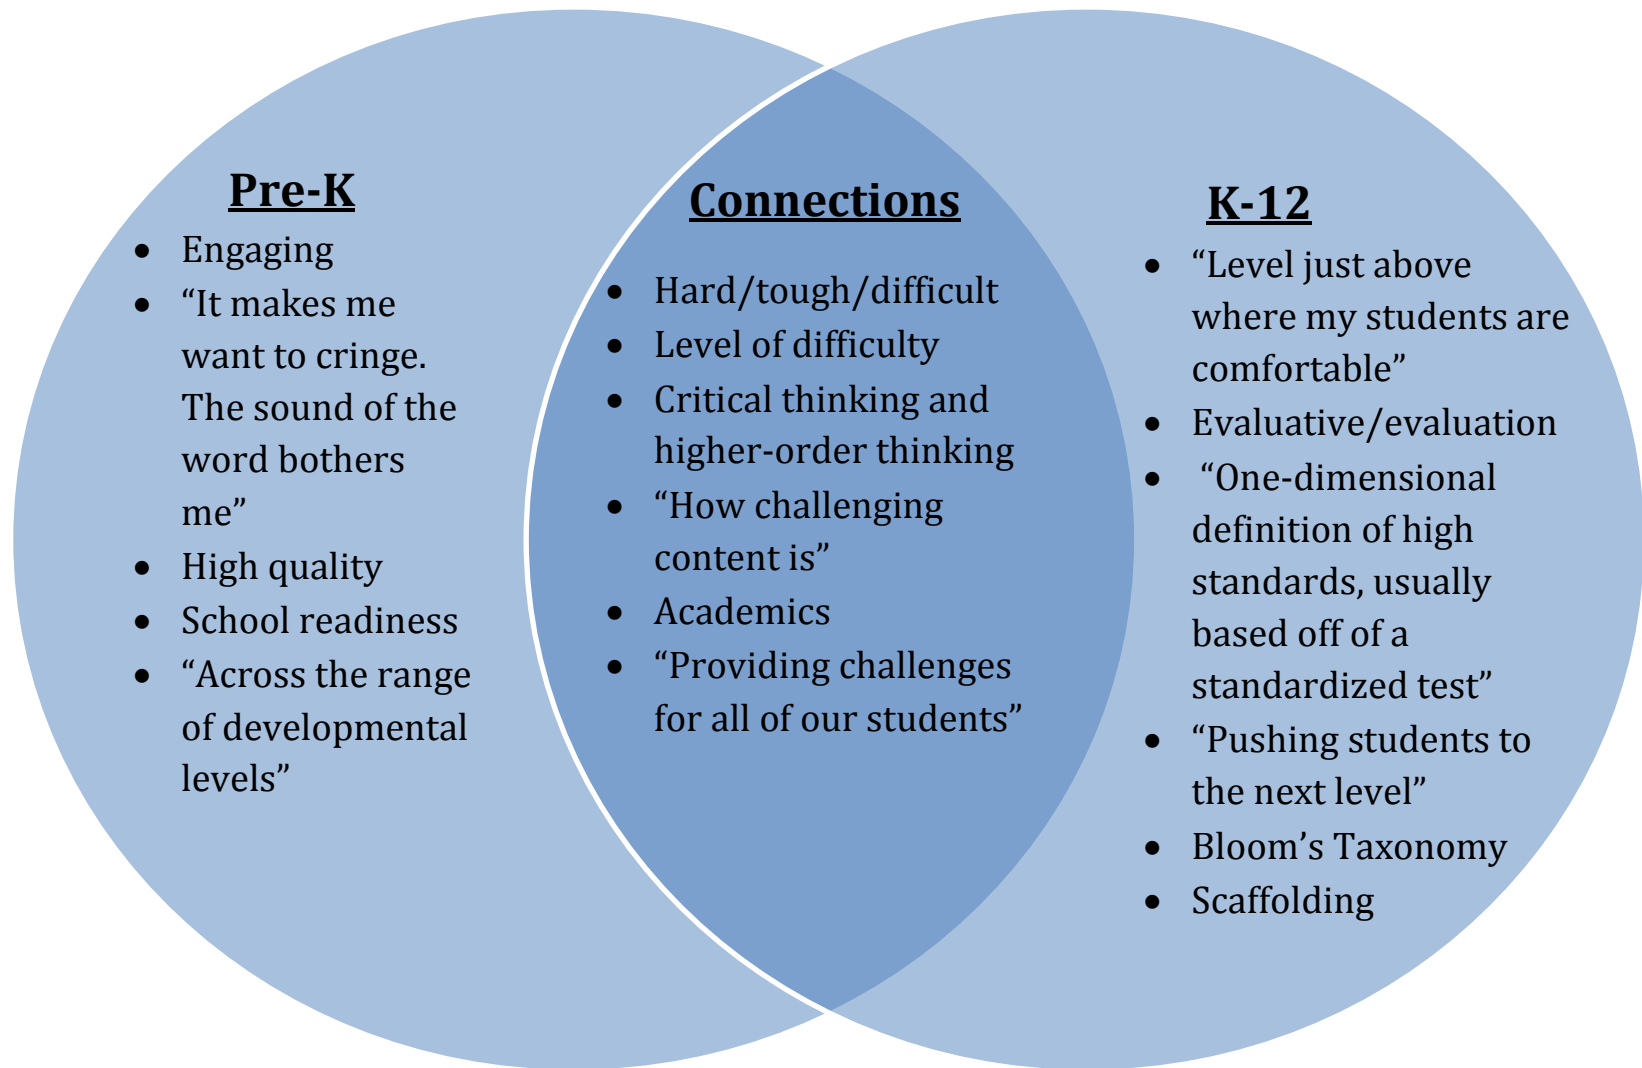 Pre-K
• Engaging
• “It makes me
want to cringe.
The sound of the
word bothers
me”
• High quality
• School readiness
• “Across the range
of developmental
levels”
Connections
• Hard/tough/difficult
• Level of difficulty
• Critical thinking and
higher-order thinking
• “How challenging
content is”
• Academics
• “Providing challenges
for all of our students”
K-12
• “Level just above
where my students are
comfortable”
• Evaluative/evaluation
• “One-dimensional
definition of high
standards, usually
based off of a
standardized test”
• “Pushing students to
the next level”
• Bloom’s Taxonomy
• Scaffolding